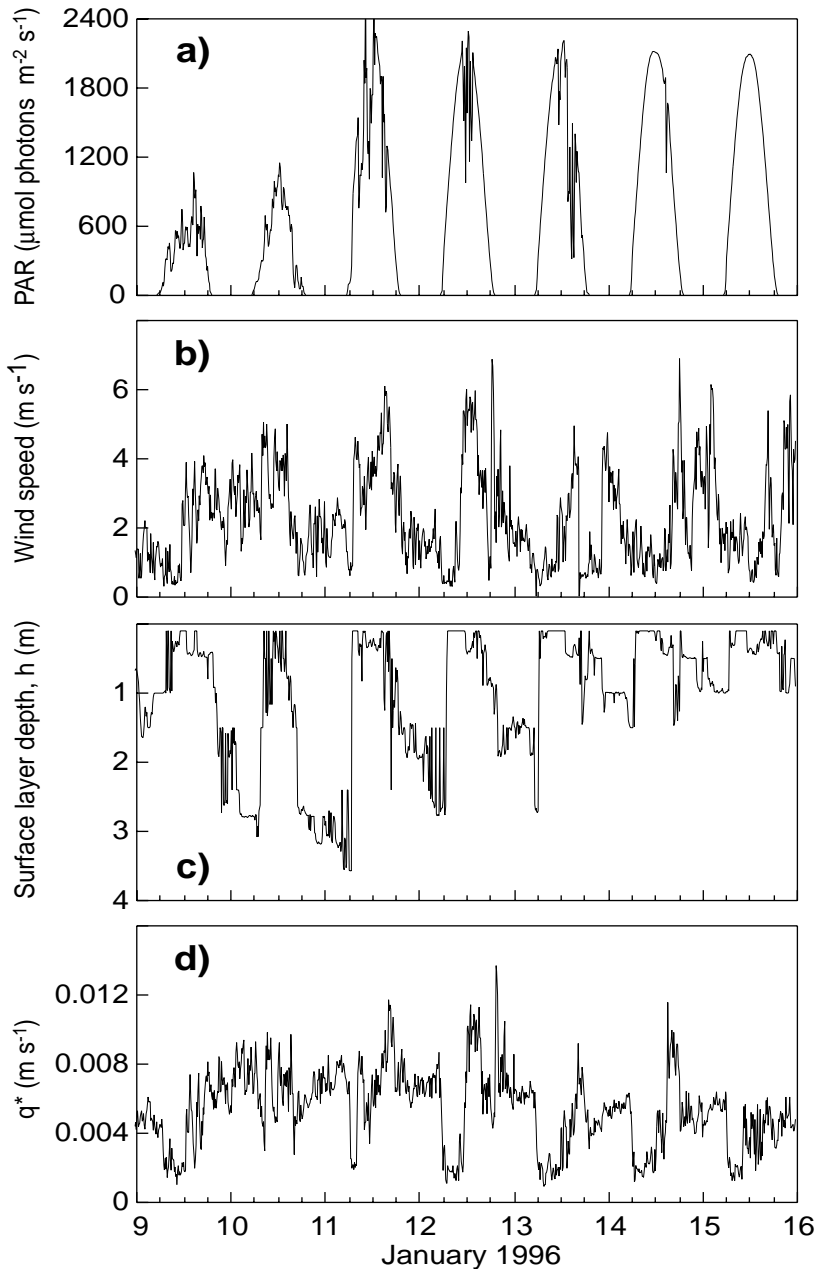 a)
PAR (µmol photons m⁻² s⁻¹)
2400
1800
1200
600
0
b)
Wind speed (m s⁻¹)
6
4
2
0
c)
Surface layer depth, h (m)
1
2
3
4
d)
q* (m s⁻¹)
0.012
0.008
0.004
0
9 10 11 12 13 14 15 16
January 1996